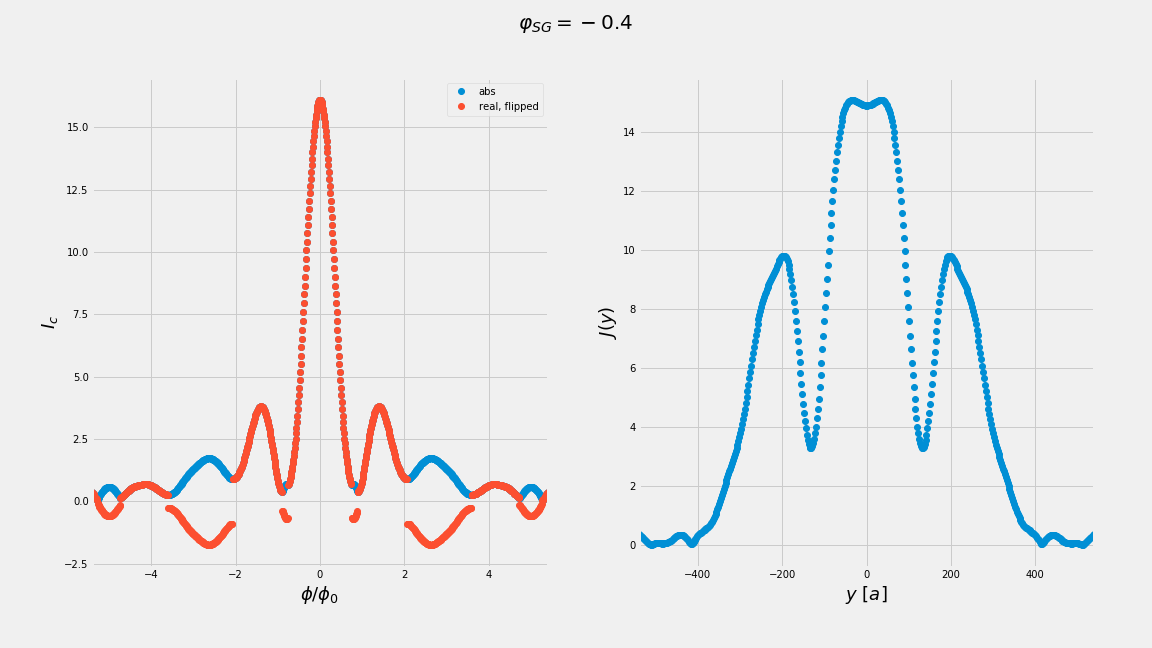 φ_SG = −0.4
abs
real, flipped
I_c
15.0
12.5
10.0
7.5
5.0
2.5
0.0
−2.5
−4 −2 0 2 4
ϕ/ϕ_0
J(y)
14
12
10
8
6
4
2
0
−400 −200 0 200 400
y [a]